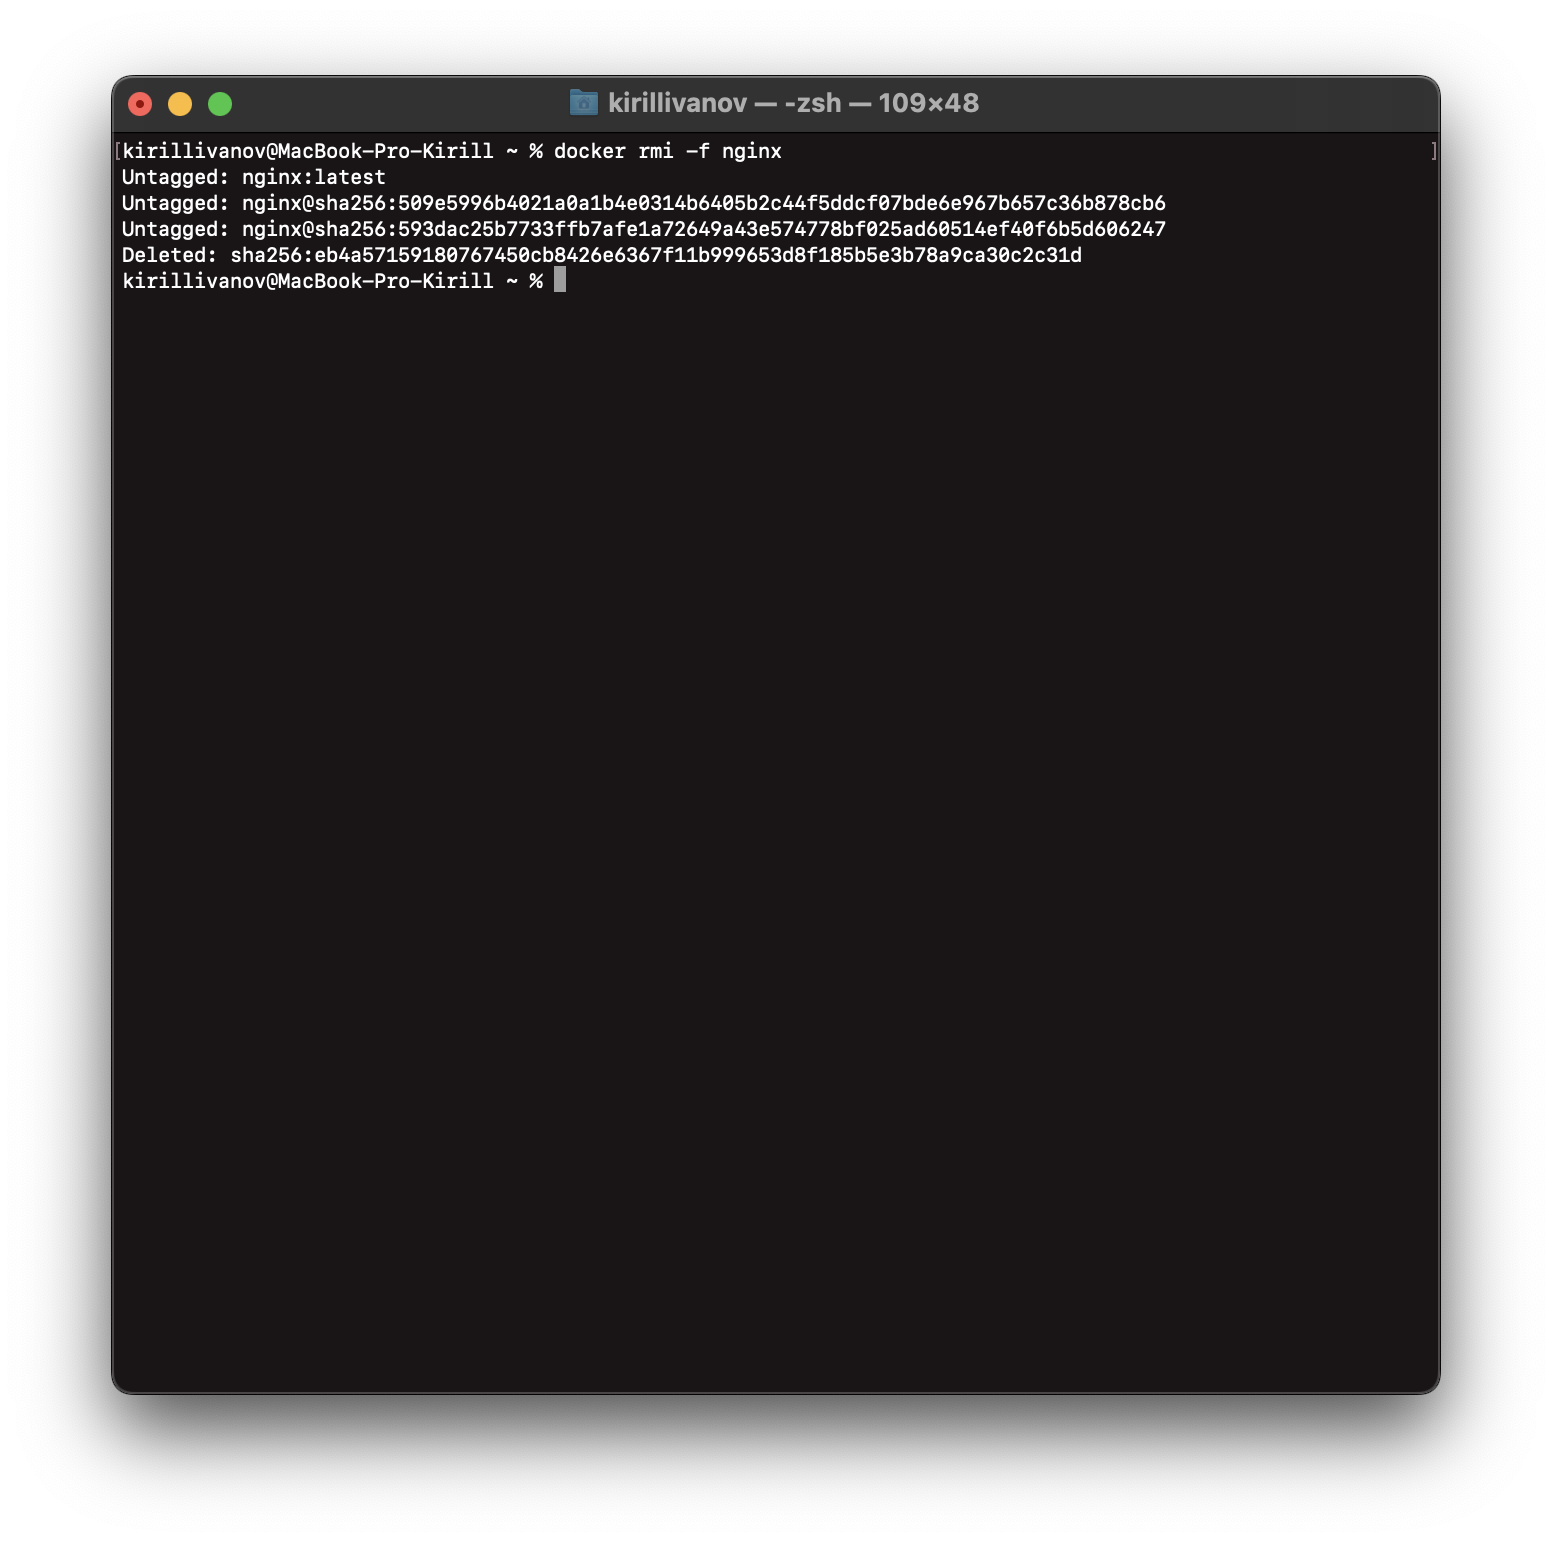 kirillivanov — -zsh — 109×48
[kirillivanov@MacBook-Pro-Kirill ~ % docker rmi -f nginx ]
Untagged: nginx:latest
Untagged: nginx@sha256:509e5996b4021a0a1b4e0314b6405b2c44f5ddcf07bde6e967b657c36b878cb6
Untagged: nginx@sha256:593dac25b7733ffb7afe1a72649a43e574778bf025ad60514ef40f6b5d606247
Deleted: sha256:eb4a57159180767450cb8426e6367f11b999653d8f185b5e3b78a9ca30c2c31d
kirillivanov@MacBook-Pro-Kirill ~ %